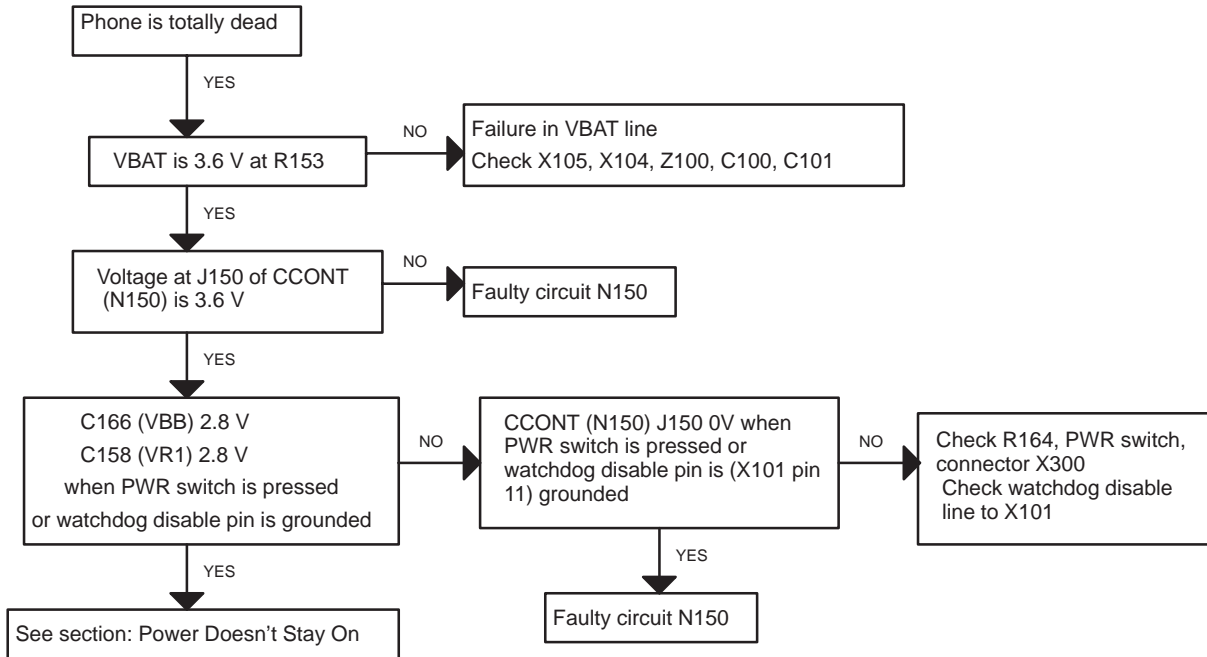 Phone is totally dead
YES
VBAT is 3.6 V at R153
NO
Failure in VBAT line
Check X105, X104, Z100, C100, C101
YES
Voltage at J150 of CCONT
(N150) is 3.6 V
NO
Faulty circuit N150
YES
C166 (VBB) 2.8 V
C158 (VR1) 2.8 V
when PWR switch is pressed
or watchdog disable pin is grounded
NO
CCONT (N150) J150 0V when
PWR switch is pressed or
watchdog disable pin is (X101 pin
11) grounded
NO
Check R164, PWR switch,
connector X300
Check watchdog disable
line to X101
YES
Faulty circuit N150
YES
See section: Power Doesn't Stay On